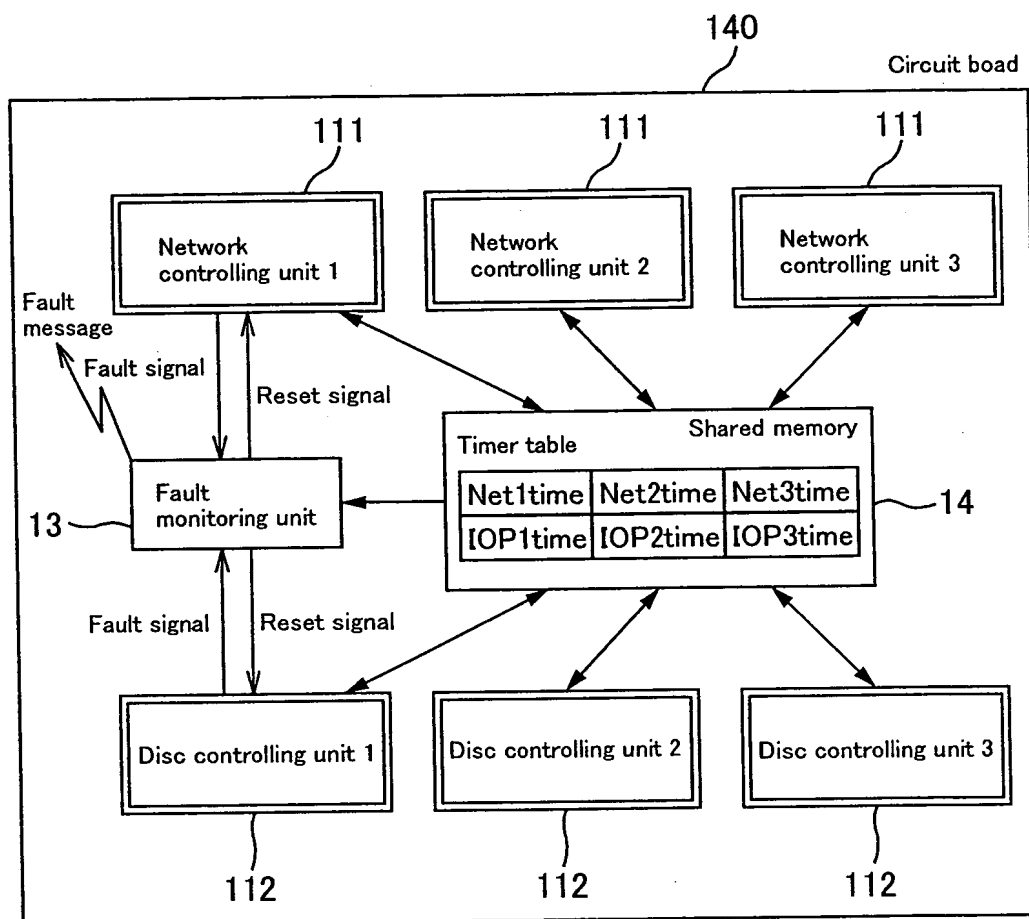 140
Circuit boad
111
111
111
Network
controlling unit 1
Network
controlling unit 2
Network
controlling unit 3
Fault
message
Fault signal
Reset signal
Shared memory
Timer table
Net1time
Net2time
Net3time
IOP1time
IOP2time
IOP3time
14
Fault
monitoring unit
13
Fault signal
Reset signal
Disc controlling unit 1
Disc controlling unit 2
Disc controlling unit 3
112
112
112